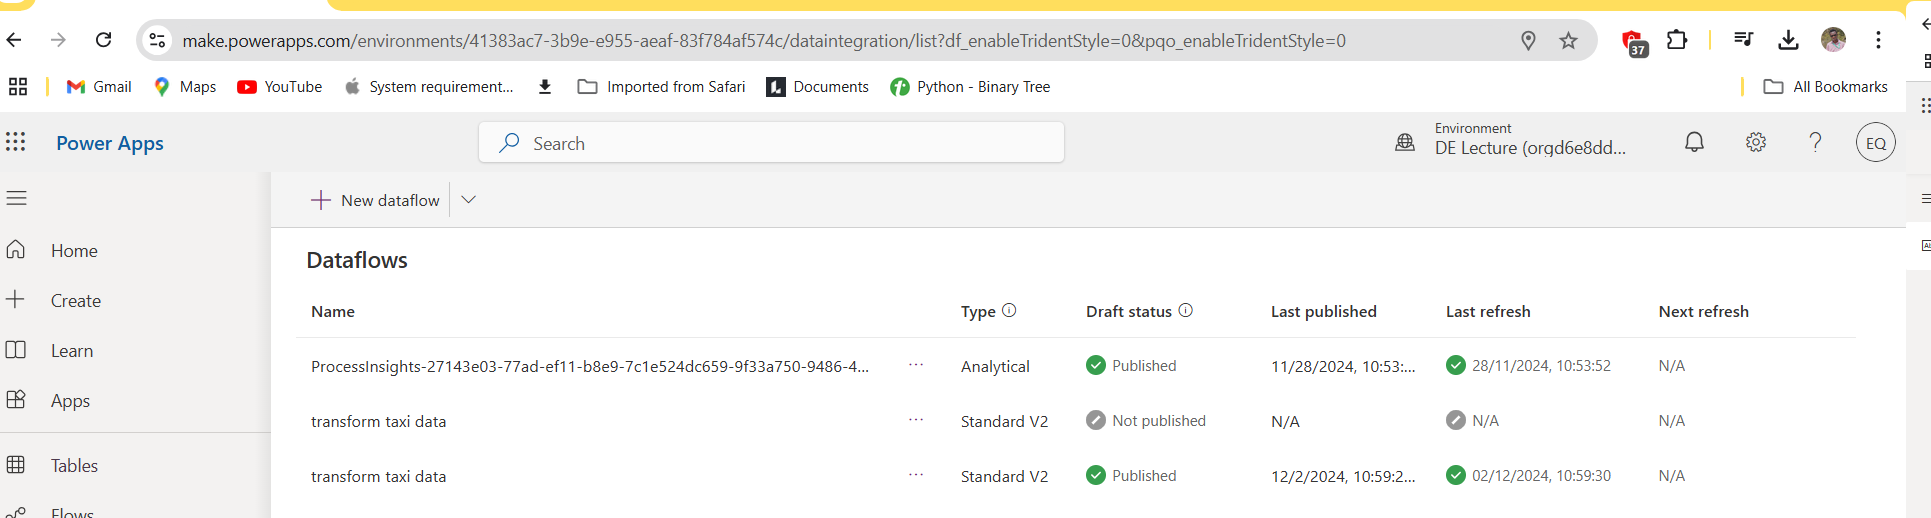 make.powerapps.com/environments/41383ac7-3b9e-e955-aeaf-83f784af574c/dataintegration/list?df_enableTridentStyle=0&pqo_enableTridentStyle=0
37
Gmail Maps YouTube System requirement... Imported from Safari Documents Python - Binary Tree All Bookmarks
Power Apps
Search
Environment
DE Lecture (orgd6e8dd...
?
EQ
New dataflow
Home
Create
Learn
Apps
Tables
Flows
Dataflows
Name Type Draft status Last published Last refresh Next refresh
ProcessInsights-27143e03-77ad-ef11-b8e9-7c1e524dc659-9f33a750-9486-4... ... Analytical Published 11/28/2024, 10:53:... 28/11/2024, 10:53:52 N/A
transform taxi data ... Standard V2 Not published N/A N/A N/A
transform taxi data ... Standard V2 Published 12/2/2024, 10:59:2... 02/12/2024, 10:59:30 N/A